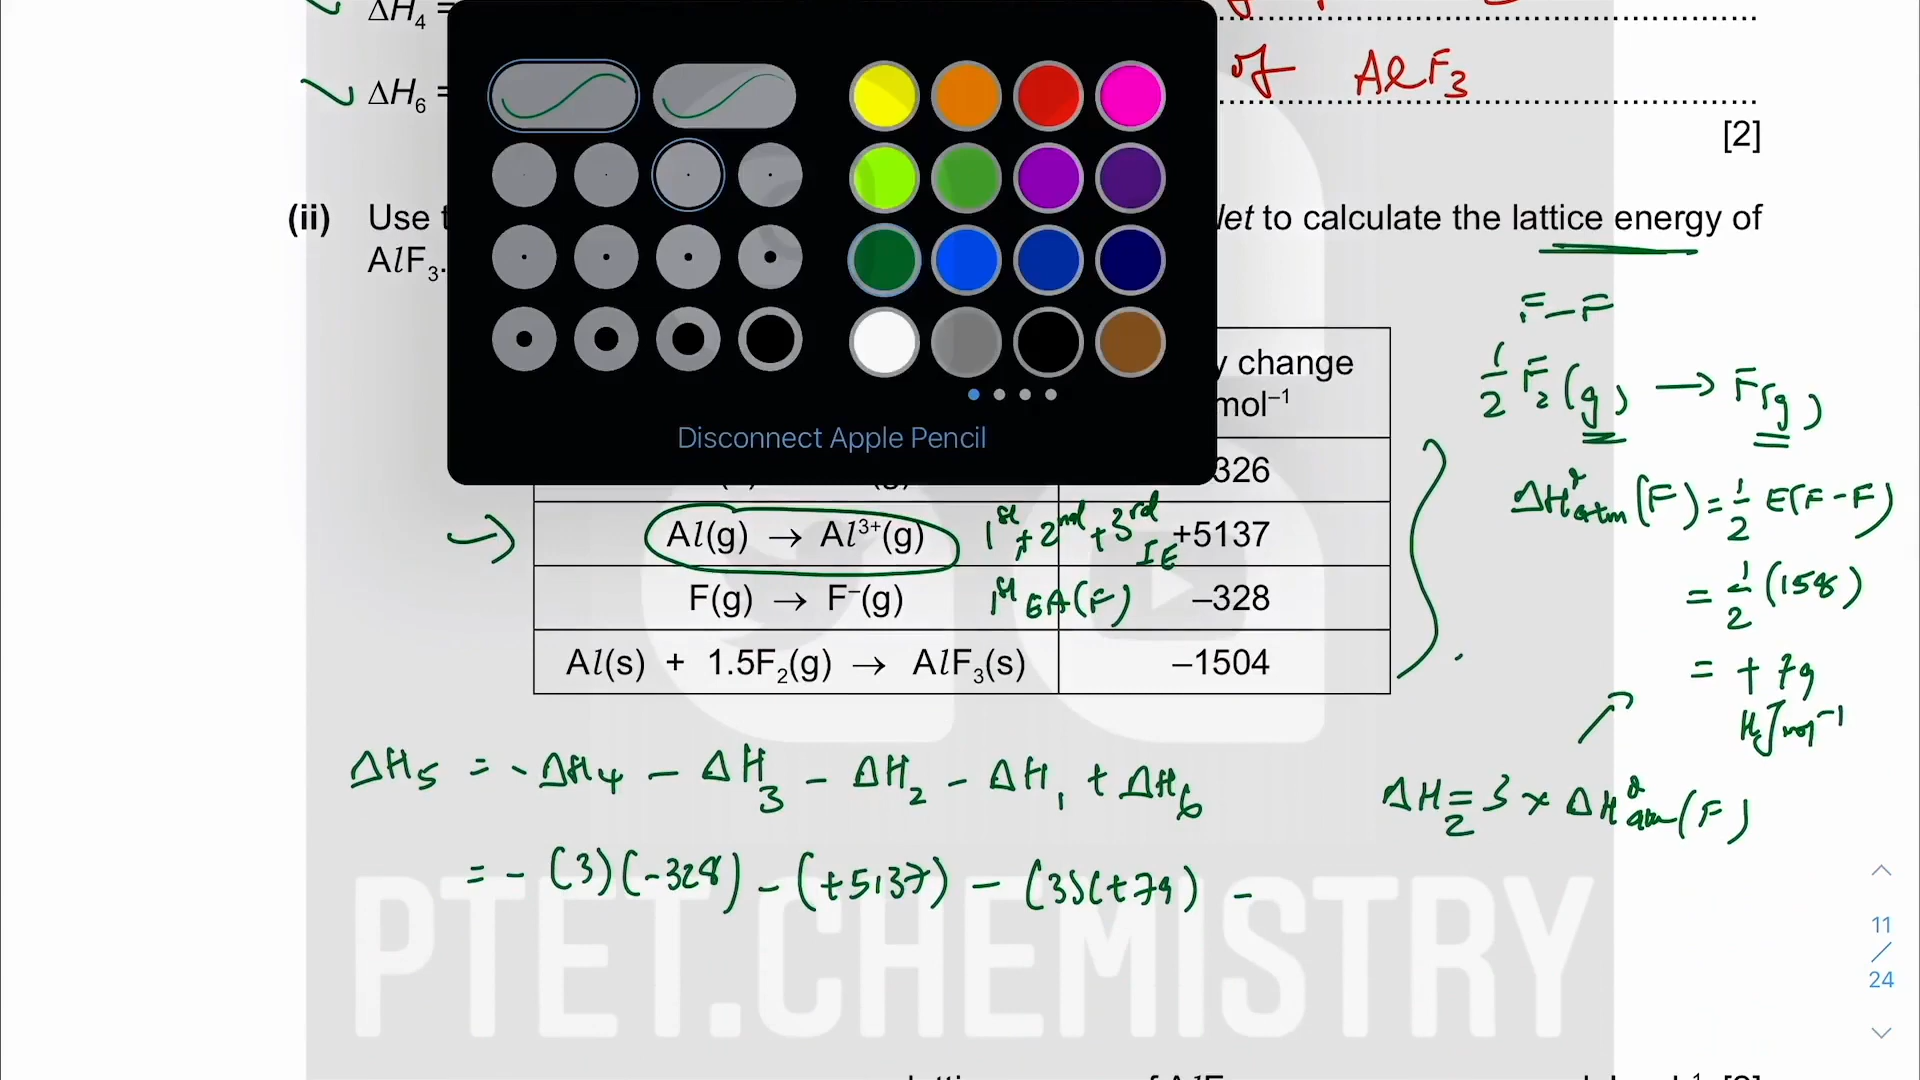 ΔH₄ =
ΔH₆ = of AlF₃
[2]
(ii) Use let to calculate the lattice energy of
AlF₃.
F–F
y change
mol⁻¹
½ F₂(g) → F(g)
Disconnect Apple Pencil
326
ΔH°atm(F) = ½ E(F-F)
Al(g) → Al³⁺(g) 1st + 2nd + 3rd IE +5137
= ½ (158)
F(g) → F⁻(g) 1st EA(F) –328
Al(s) + 1.5F₂(g) → AlF₃(s) –1504
= + 79
kJmol⁻¹
ΔH₅ = - ΔH₄ – ΔH₃ – ΔH₂ – ΔH₁ + ΔH₆
ΔH₂ = 3 × ΔH°atm(F)
= - (3)(-328) – (+5137) – (3)(+79) –
11
/
24
PTET.CHEMISTRY